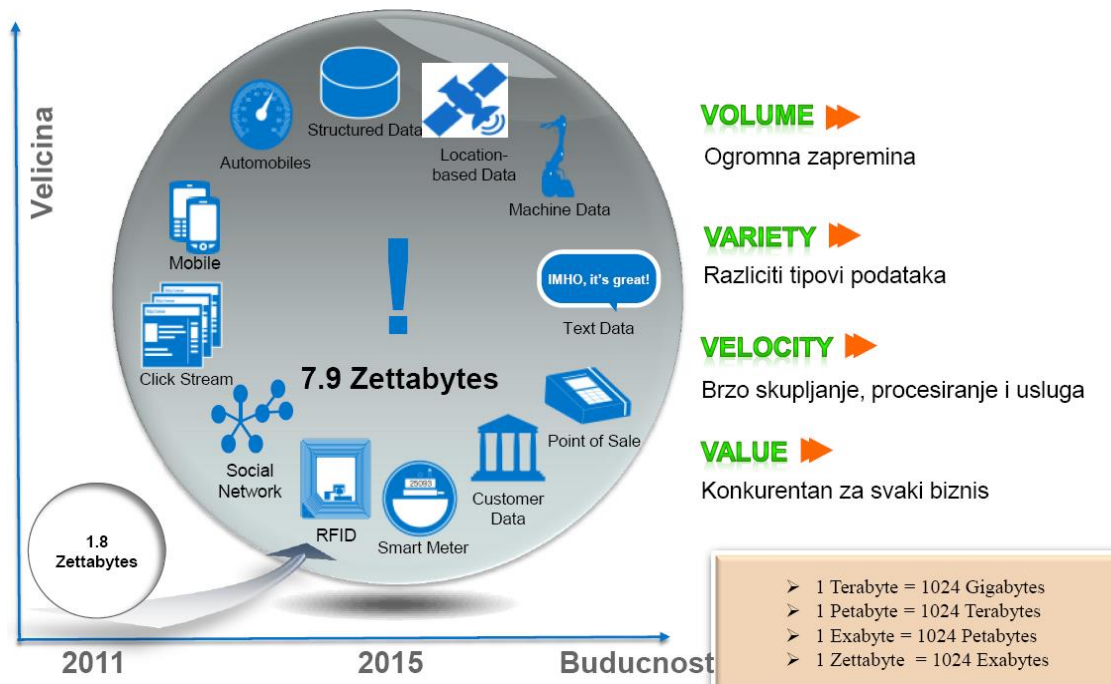 Velicina
Automobiles
Structured Data
Location-
based Data
Machine Data
Mobile
IMHO, it's great!
Text Data
Click Stream
!
7.9 Zettabytes
Point of Sale
Social
Network
RFID
25093
Smart Meter
Customer
Data
1.8
Zettabytes
2011
2015
Buducnost
VOLUME
Ogromna zapremina
VARIETY
Razliciti tipovi podataka
VELOCITY
Brzo skupljanje, procesiranje i usluga
VALUE
Konkurentan za svaki biznis
➢ 1 Terabyte = 1024 Gigabytes
➢ 1 Petabyte = 1024 Terabytes
➢ 1 Exabyte = 1024 Petabytes
➢ 1 Zettabyte = 1024 Exabytes